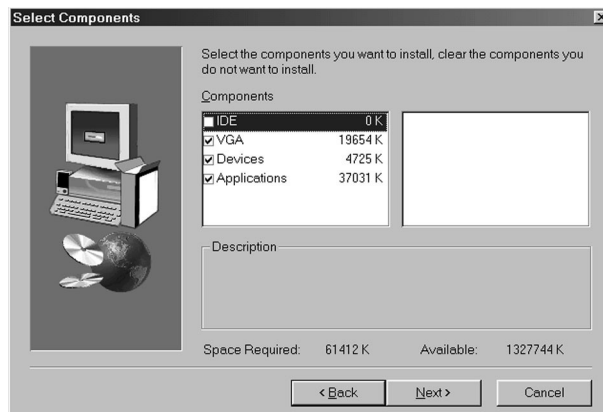 Select Components
Select the components you want to install, clear the components you
do not want to install.
Components
IDE 0 K
VGA 19654 K
Devices 4725 K
Applications 37031 K
Description
Space Required: 61412 K Available: 1327744 K
< Back Next > Cancel